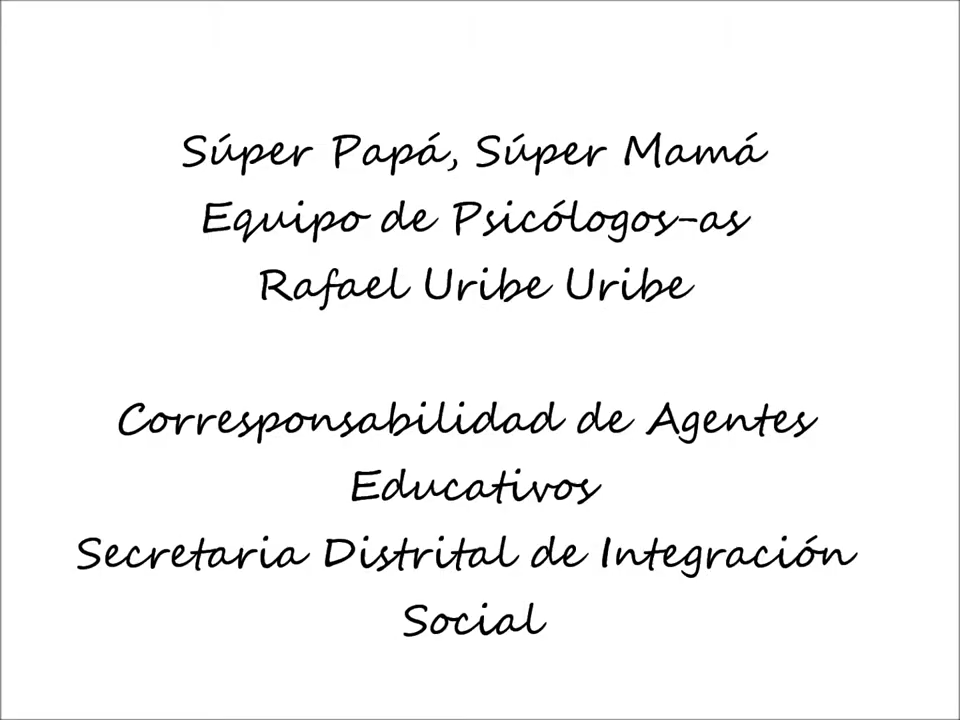 Súper Papá, Súper Mamá
Equipo de Psicólogos-as
Rafael Uribe Uribe
Corresponsabilidad de Agentes
Educativos
Secretaria Distrital de Integración
Social